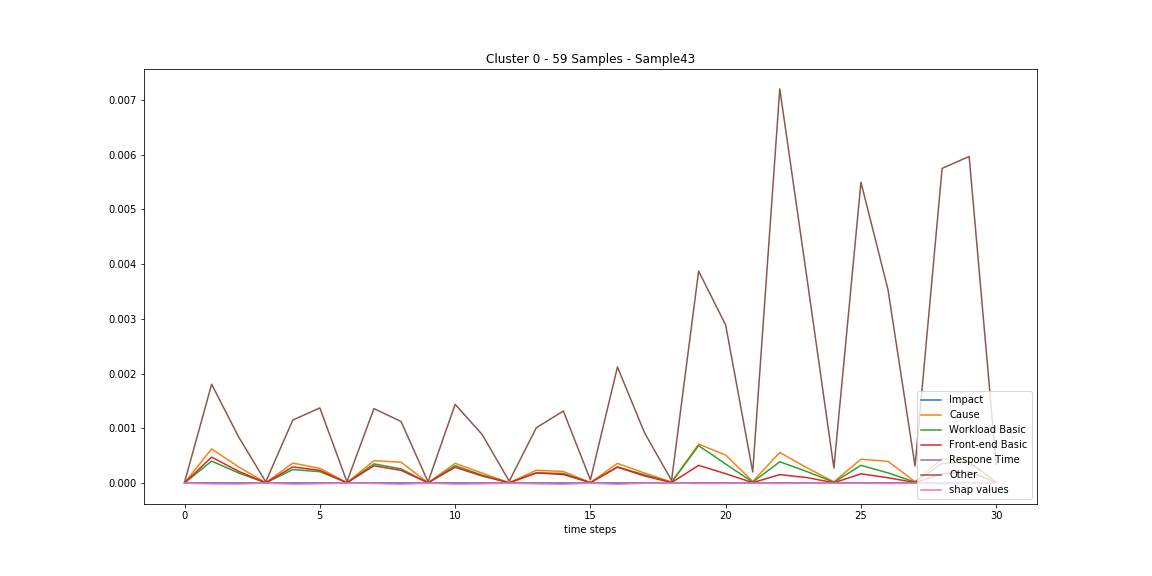 Cluster 0 - 59 Samples - Sample43
0.007
0.006
0.005
0.004
0.003
0.002
0.001
0.000
Impact
Cause
Workload Basic
Front-end Basic
Respone Time
Other
shap values
0 5 10 15 20 25 30
time steps